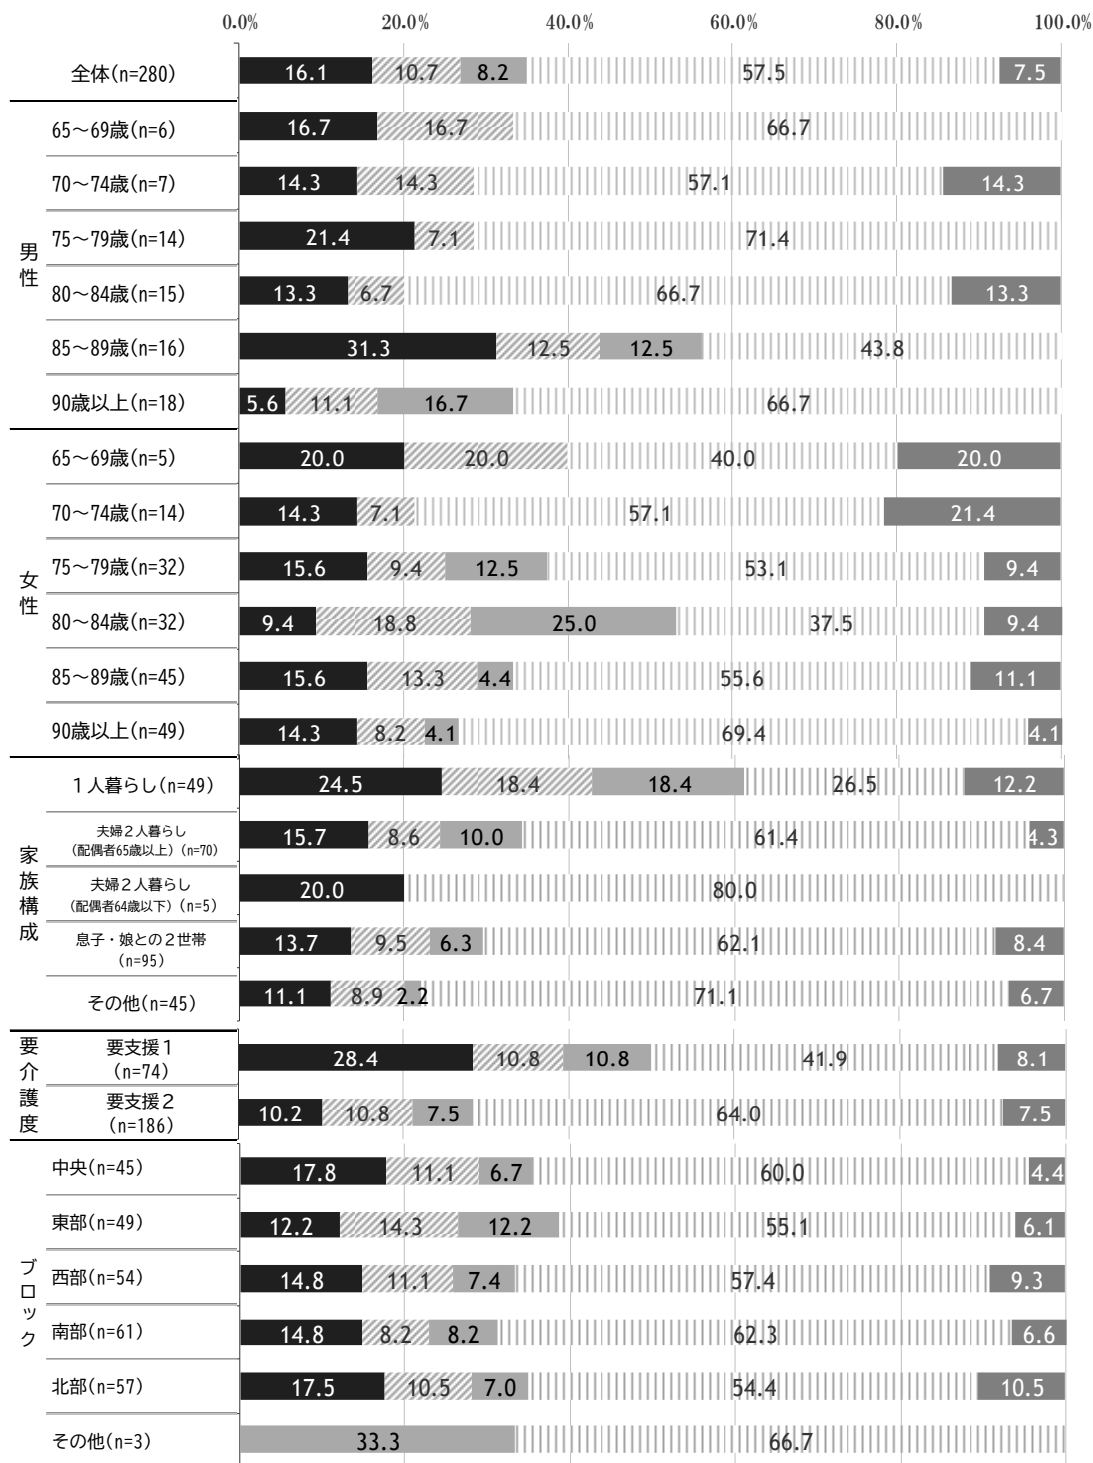 0.0% 20.0% 40.0% 60.0% 80.0% 100.0%
全体(n=280) 16.1 10.7 8.2 57.5 7.5
男性
65～69歳(n=6) 16.7 16.7 66.7
70～74歳(n=7) 14.3 14.3 57.1 14.3
75～79歳(n=14) 21.4 7.1 71.4
80～84歳(n=15) 13.3 6.7 66.7 13.3
85～89歳(n=16) 31.3 12.5 12.5 43.8
90歳以上(n=18) 5.6 11.1 16.7 66.7
女性
65～69歳(n=5) 20.0 20.0 40.0 20.0
70～74歳(n=14) 14.3 7.1 57.1 21.4
75～79歳(n=32) 15.6 9.4 12.5 53.1 9.4
80～84歳(n=32) 9.4 18.8 25.0 37.5 9.4
85～89歳(n=45) 15.6 13.3 4.4 55.6 11.1
90歳以上(n=49) 14.3 8.2 4.1 69.4 4.1
家族構成
１人暮らし(n=49) 24.5 18.4 18.4 26.5 12.2
夫婦２人暮らし
(配偶者65歳以上)(n=70) 15.7 8.6 10.0 61.4 4.3
夫婦２人暮らし
(配偶者64歳以下)(n=5) 20.0 80.0
息子・娘との２世帯
(n=95) 13.7 9.5 6.3 62.1 8.4
その他(n=45) 11.1 8.9 2.2 71.1 6.7
要介護度
要支援１
(n=74) 28.4 10.8 10.8 41.9 8.1
要支援２
(n=186) 10.2 10.8 7.5 64.0 7.5
ブロック
中央(n=45) 17.8 11.1 6.7 60.0 4.4
東部(n=49) 12.2 14.3 12.2 55.1 6.1
西部(n=54) 14.8 11.1 7.4 57.4 9.3
南部(n=61) 14.8 8.2 8.2 62.3 6.6
北部(n=57) 17.5 10.5 7.0 54.4 10.5
その他(n=3) 33.3 66.7